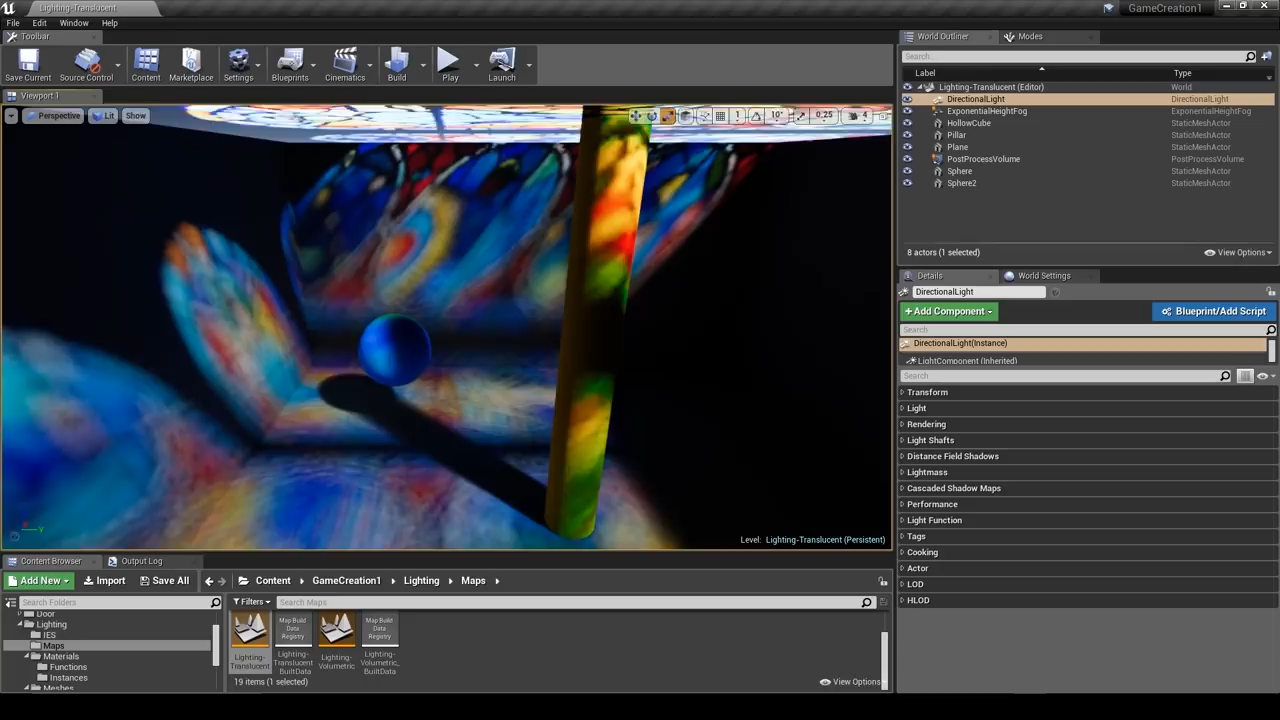 Lighting-Translucent
GameCreation1
File Edit Window Help
Toolbar
Save Current
Source Control
Content
Marketplace
Settings
Blueprints
Cinematics
Build
Play
Launch
Viewport 1
Perspective
Lit
Show
10°
0.25
4
Level: Lighting-Translucent (Persistent)
World Outliner
Modes
Search...
Label Type
Lighting-Translucent (Editor) World
DirectionalLight DirectionalLight
ExponentialHeightFog ExponentialHeightFog
HollowCube StaticMeshActor
Pillar StaticMeshActor
Plane StaticMeshActor
PostProcessVolume PostProcessVolume
Sphere StaticMeshActor
Sphere2 StaticMeshActor
8 actors (1 selected)
View Options
Details
World Settings
DirectionalLight
+Add Component
Blueprint/Add Script
Search
DirectionalLight(Instance)
LightComponent (Inherited)
Search
Transform
Light
Rendering
Light Shafts
Distance Field Shadows
Lightmass
Cascaded Shadow Maps
Performance
Light Function
Tags
Cooking
Actor
LOD
HLOD
Content Browser
Output Log
Add New
Import
Save All
Content
GameCreation1
Lighting
Maps
Search Folders
Door
Lighting
IES
Maps
Materials
Functions
Instances
Meshes
Filters
Search Maps
Lighting-
Translucent
Map Build
Data
Registry
Lighting-
Translucent_
BuiltData
Lighting-
Volumetric
Map Build
Data
Registry
Lighting-
Volumetric_
BuiltData
19 items (1 selected)
View Options